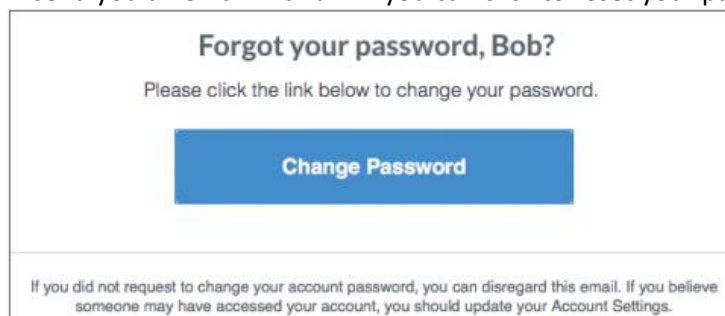 Forgot your password, Bob?
Please click the link below to change your password.
Change Password
If you did not request to change your account password, you can disregard this email. If you believe
someone may have accessed your account, you should update your Account Settings.